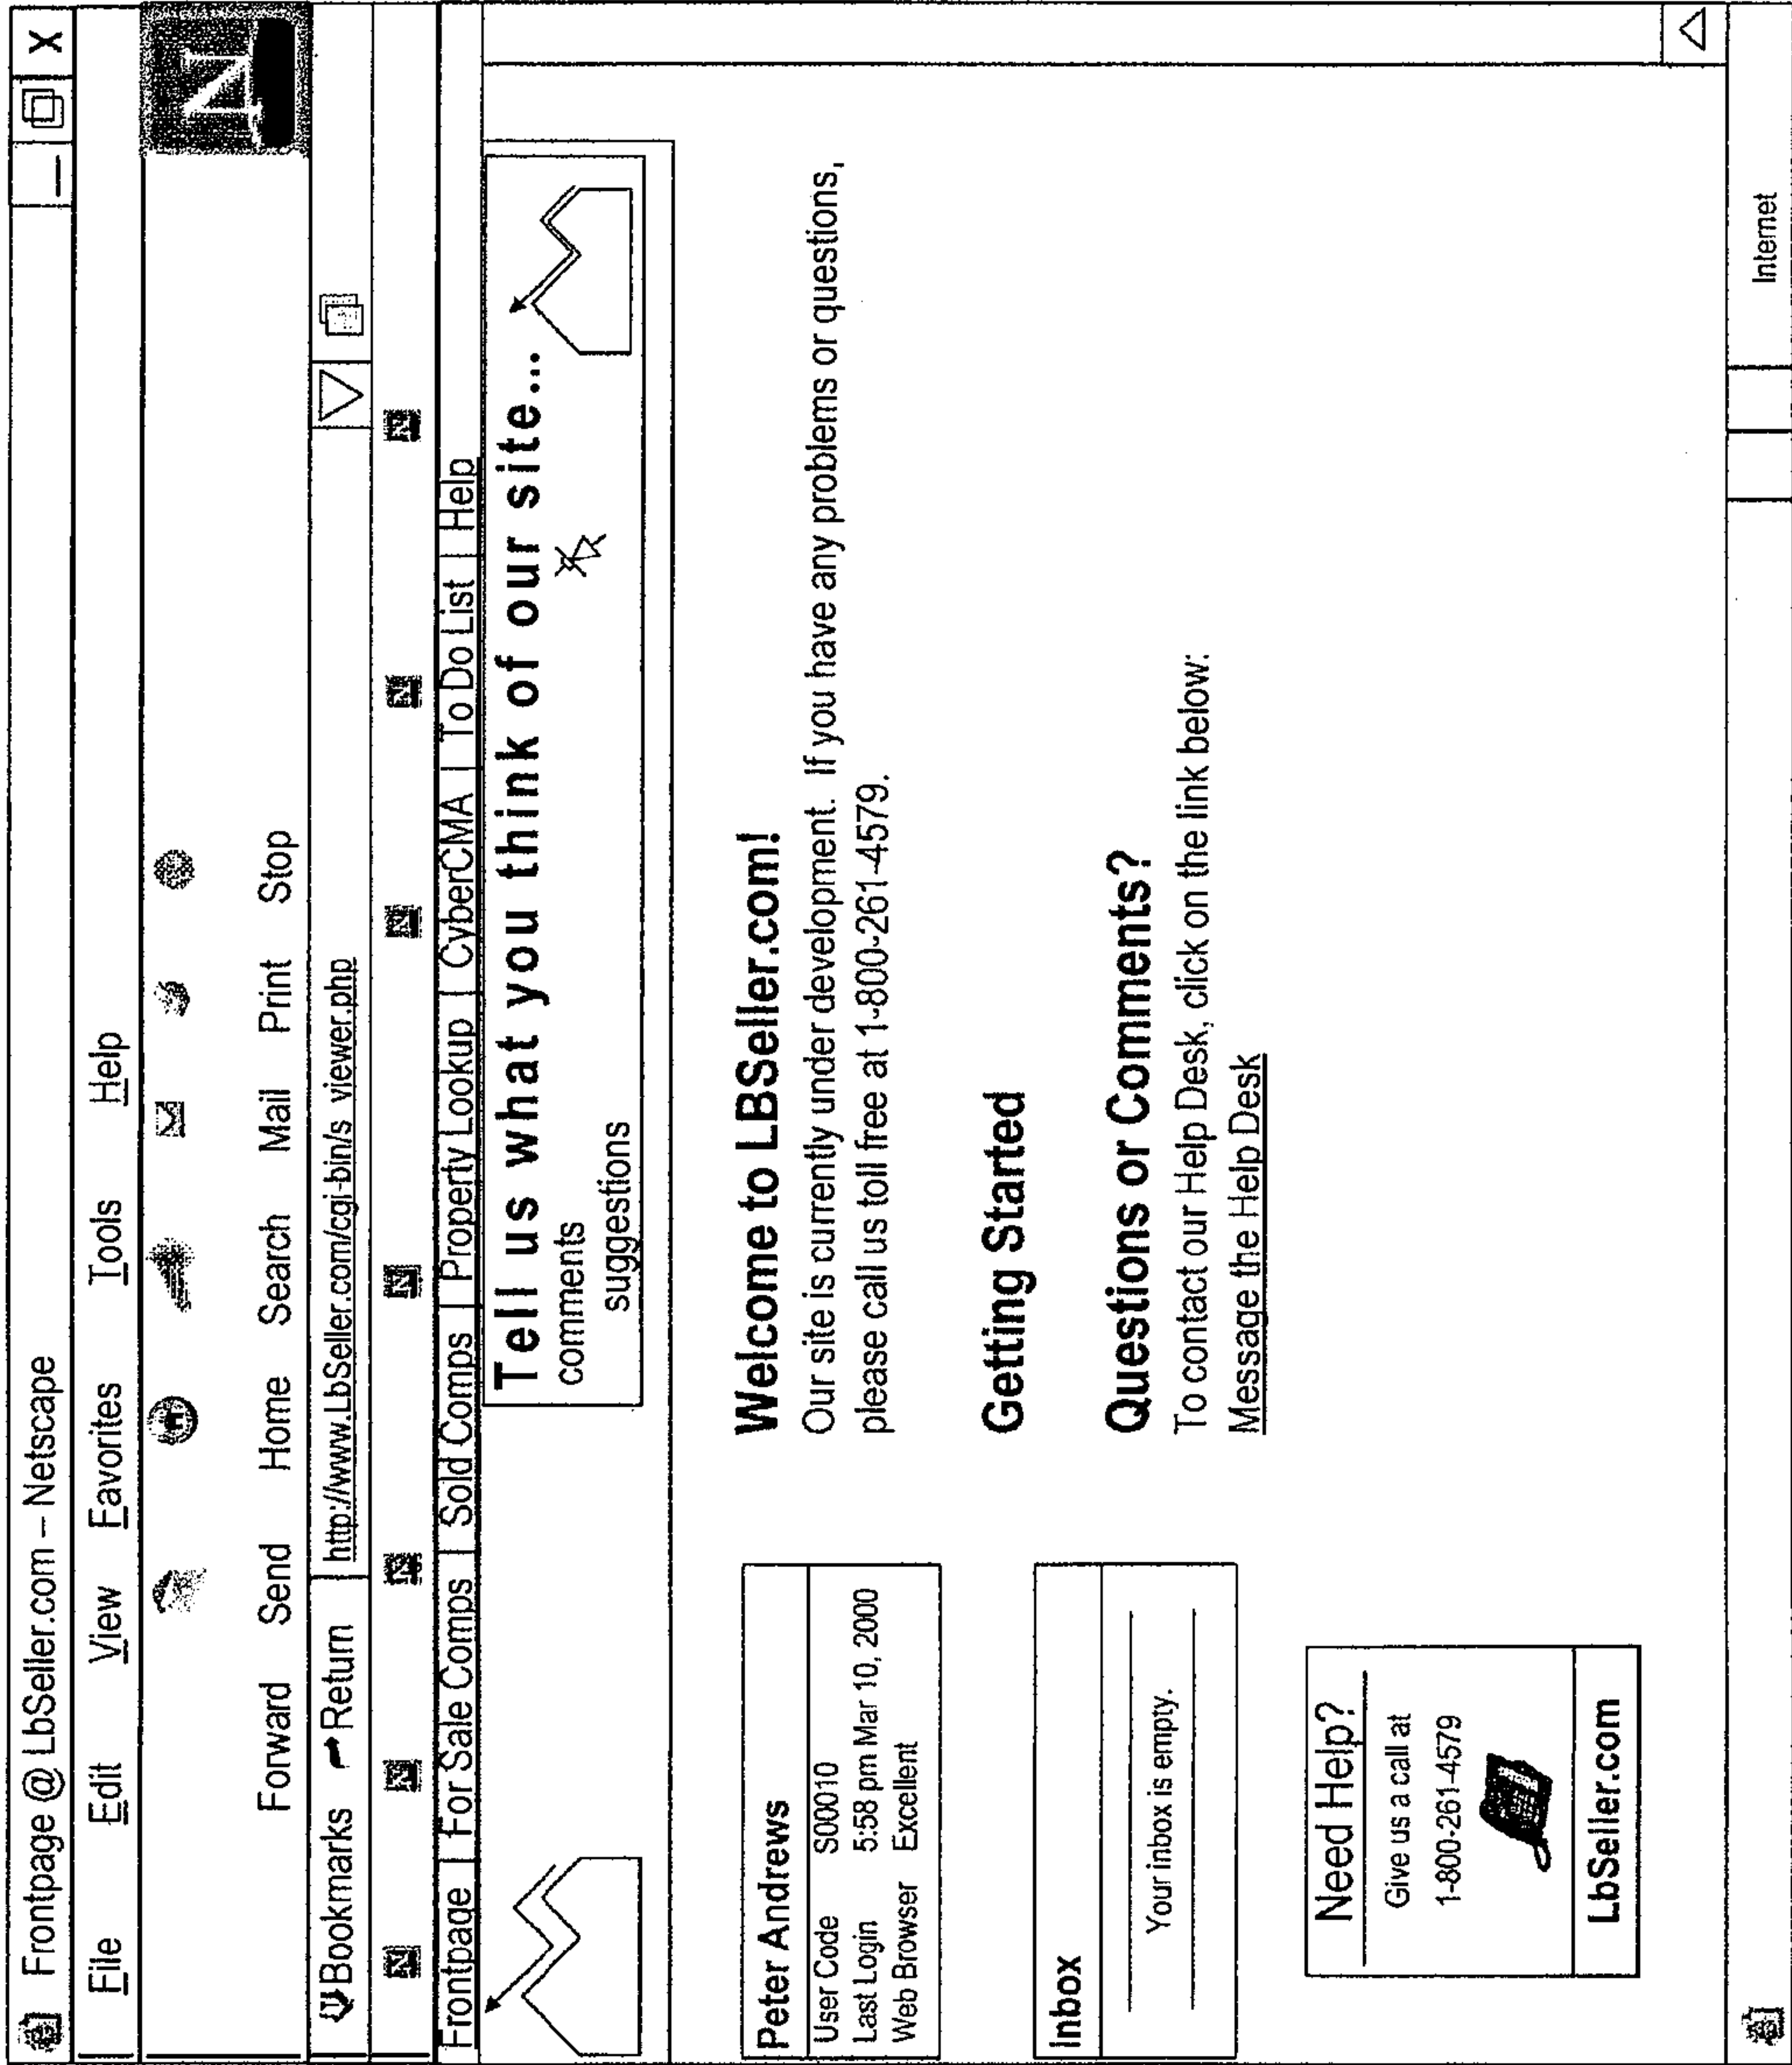 Frontpage @ LbSeller.com – Netscape
_ X
File Edit View Favorites Tools Help
N
Forward Send Home Search Mail Print Stop
Bookmarks Return http://www.LbSeller.com/cgi-bin/s viewer.php
N N N N N N N
Frontpage | For Sale Comps | Sold Comps | Property Lookup | CyberCMA | To Do List | Help
Tell us what you think of our site...
comments
suggestions
Peter Andrews
User Code S00010
Last Login 5:58 pm Mar 10, 2000
Web Browser Excellent
Inbox
Your inbox is empty.
Need Help?
Give us a call at
1-800-261-4579
LbSeller.com
Welcome to LBSeller.com!
Our site is currently under development. If you have any problems or questions,
please call us toll free at 1-800-261-4579.
Getting Started
Questions or Comments?
To contact our Help Desk, click on the link below:
Message the Help Desk
Internet